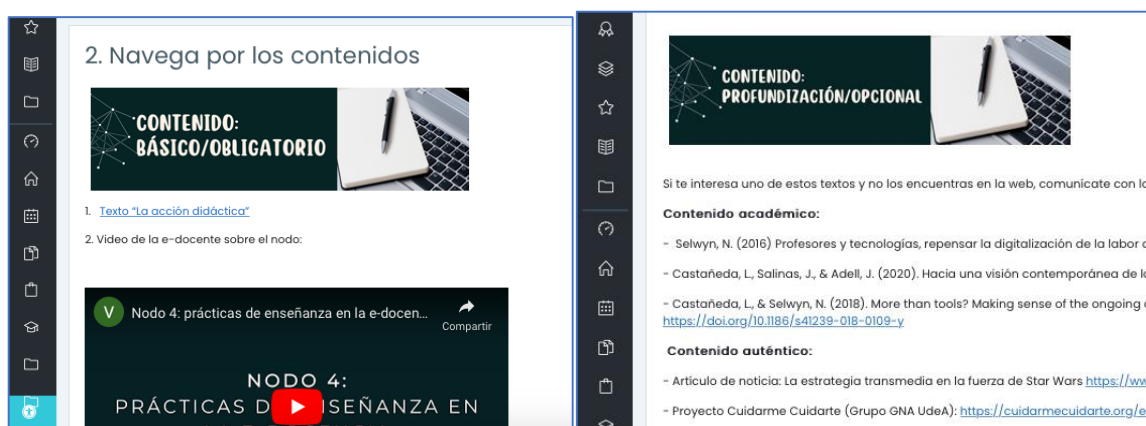 2. Navega por los contenidos
CONTENIDO:
BÁSICO/OBLIGATORIO
1. Texto "La acción didáctica"
2. Video de la e-docente sobre el nodo:
V
Nodo 4: prácticas de enseñanza en la e-docen...
Compartir
NODO 4:
PRÁCTICAS D SEÑANZA EN
CONTENIDO:
PROFUNDIZACIÓN/OPCIONAL
Si te interesa uno de estos textos y no los encuentras en la web, comunícate con
Contenido académico:
- Selwyn, N. (2016) Profesores y tecnologías, repensar la digitalización de la labor
- Castañeda, L., Salinas, J., & Adell, J. (2020). Hacia una visión contemporánea de
- Castañeda, L., & Selwyn, N. (2018). More than tools? Making sense of the ongoing
https://doi.org/10.1186/s41239-018-0109-y
Contenido auténtico:
- Artículo de noticia: La estrategia transmedia en la fuerza de Star Wars https://ww
- Proyecto Cuidarme Cuidarte (Grupo GNA UdeA): https://cuidarmecuidarte.org/e